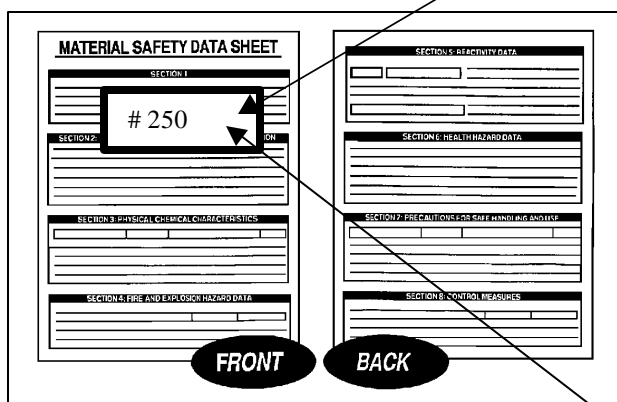 MATERIAL SAFETY DATA SHEET
SECTION I
# 250
SECTION 2:
ION
SECTION 3: PHYSICAL CHEMICAL CHARACTERISTICS
SECTION 4: FIRE AND EXPLOSION HAZARD DATA
FRONT
SECTION 5: REACTIVITY DATA
SECTION 6: HEALTH HAZARD DATA
SECTION 7: PRECAUTIONS FOR SAFE HANDLING AND USE
SECTION 8: CONTROL MEASURES
BACK